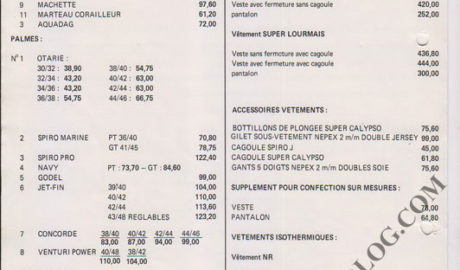 9 MACHETTE 97,60
11 MARTEAU CORAILLEUR 61,20
3 AQUADAG 72,00
PALMES :
N° 1 OTARIE :
30/32 : 38,90 38/40 : 54,75
32/34 : 43,20 40/42 : 63,00
34/36 : 43,20 42/44 : 63,00
36/38 : 54,75 44/46 : 66,75
2 SPIRO MARINE PT 36/40 70,80
GT 41/45 78,75
3 SPIRO PRO 122,40
4 NAVY PT : 73,70 – GT : 84,60
5 GODEL 99,00
6 JET-FIN 39/40 104,00
40/42 110,00
42/44 113,60
43/48 REGLABLES 123,20
7 CONCORDE 38/40 40/42 42/44 44/46
83,00 87,00 94,00 99,00
8 VENTURI POWER 40/48 38/42
110,00 104,00
Veste avec fermeture sans cagoule 420,00
pantalon 252,00
Vêtement SUPER LOURMAIS
Veste sans fermeture avec cagoule 436,80
Veste avec fermeture avec cagoule 444,00
pantalon 300,00
ACCESSOIRES VETEMENTS :
BOTTILLONS DE PLONGEE SUPER CALYPSO 75,60
GILET SOUS-VETEMENT NEPEX 2 m/m DOUBLE JERSEY 99,00
CAGOULE SPIRO J 45,00
CAGOULE SUPER CALYPSO 61,80
GANTS 5 DOIGTS NEPEX 2 m/m DOUBLES SOIE 75,60
SUPPLEMENT POUR CONFECTION SUR MESURES :
VESTE 78,00
PANTALON 64,80
VETEMENTS ISOTHERMIQUES :
Vêtement NR
LOG.COM